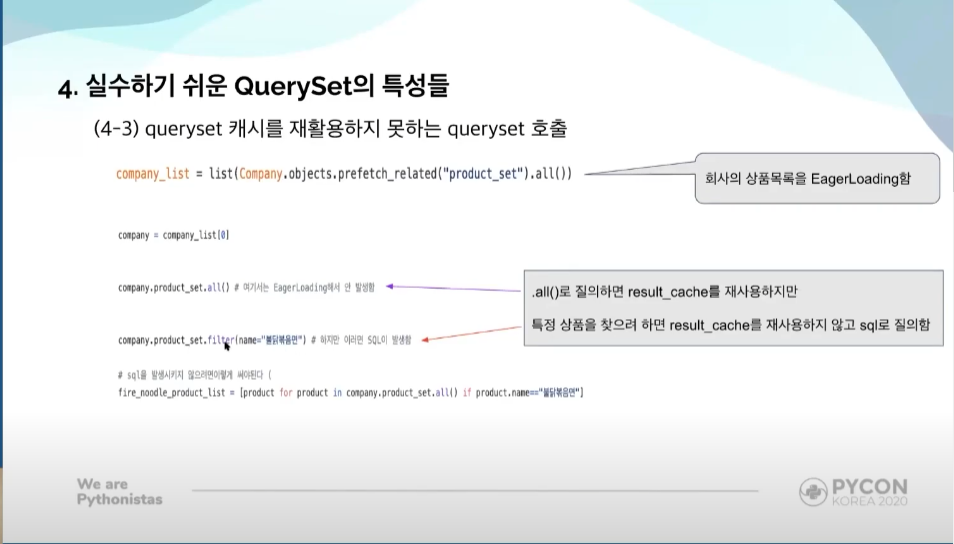 4. 실수하기 쉬운 QuerySet의 특성들
(4-3) queryset 캐시를 재활용하지 못하는 queryset 호출
company_list = list(Company.objects.prefetch_related("product_set").all())
회사의 상품목록을 EagerLoading함
company = company_list[0]
company.product_set.all() # 여기서는 EagerLoading해서 안 발생함
.all()로 질의하면 result_cache를 재사용하지만
특정 상품을 찾으려 하면 result_cache를 재사용하지 않고 sql로 질의함
company.product_set.filter(name="불닭볶음면") # 하지만 이러면 SQL이 발생함
# sql를 발생시키지 않으려면이렇게 써야된다 (
fire_noodle_product_list = [product for product in company.product_set.all() if product.name=="불닭볶음면"]
We are
Pythonistas
PYCON
KOREA 2020